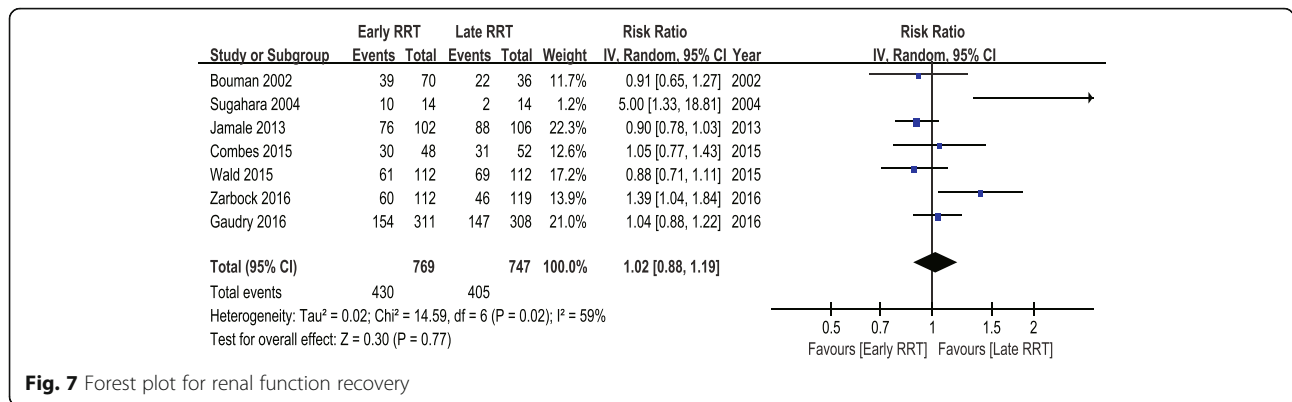 Early RRT Late RRT Risk Ratio Risk Ratio
Study or Subgroup Events Total Events Total Weight IV, Random, 95% CI Year IV, Random, 95% CI
Bouman 2002 39 70 22 36 11.7% 0.91 [0.65, 1.27] 2002
Sugahara 2004 10 14 2 14 1.2% 5.00 [1.33, 18.81] 2004
Jamale 2013 76 102 88 106 22.3% 0.90 [0.78, 1.03] 2013
Combes 2015 30 48 31 52 12.6% 1.05 [0.77, 1.43] 2015
Wald 2015 61 112 69 112 17.2% 0.88 [0.71, 1.11] 2015
Zarbock 2016 60 112 46 119 13.9% 1.39 [1.04, 1.84] 2016
Gaudry 2016 154 311 147 308 21.0% 1.04 [0.88, 1.22] 2016
Total (95% CI) 769 747 100.0% 1.02 [0.88, 1.19]
Total events 430 405
Heterogeneity: Tau² = 0.02; Chi² = 14.59, df = 6 (P = 0.02); I² = 59%
Test for overall effect: Z = 0.30 (P = 0.77)
0.5 0.7 1 1.5 2
Favours [Early RRT] Favours [Late RRT]
Fig. 7 Forest plot for renal function recovery